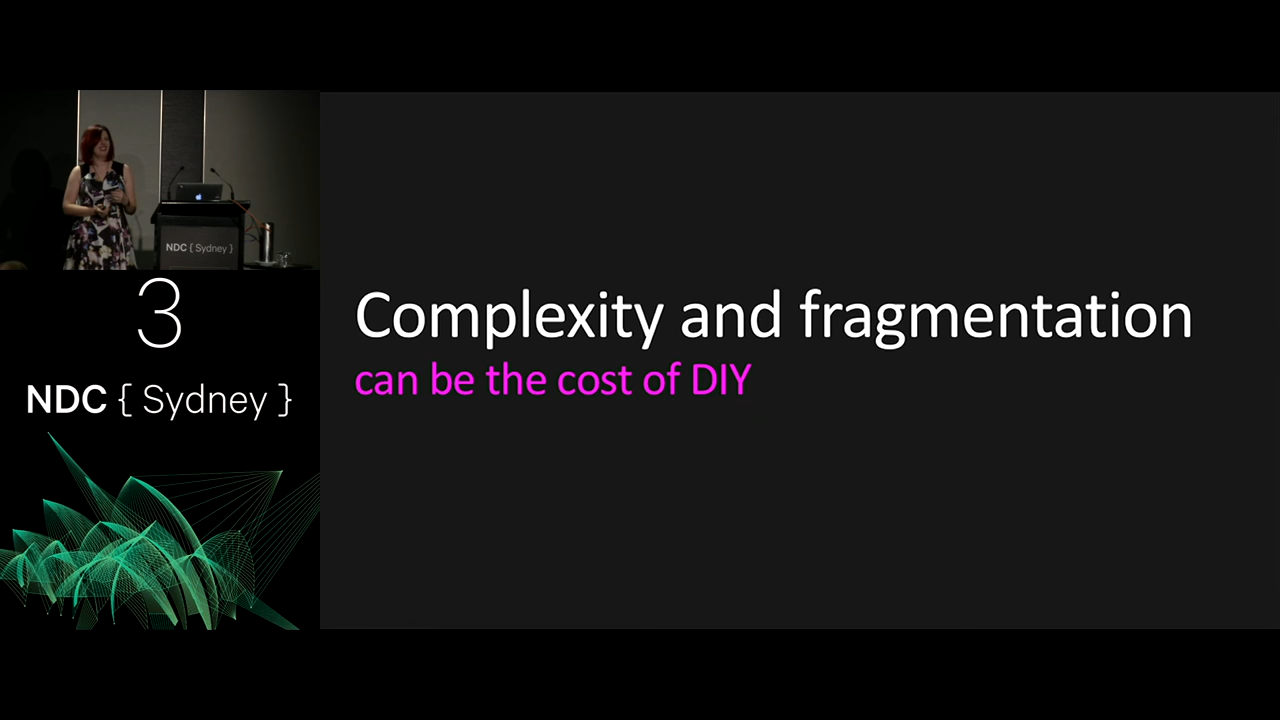 NDC { Sydney }
3
NDC { Sydney }
Complexity and fragmentation
can be the cost of DIY